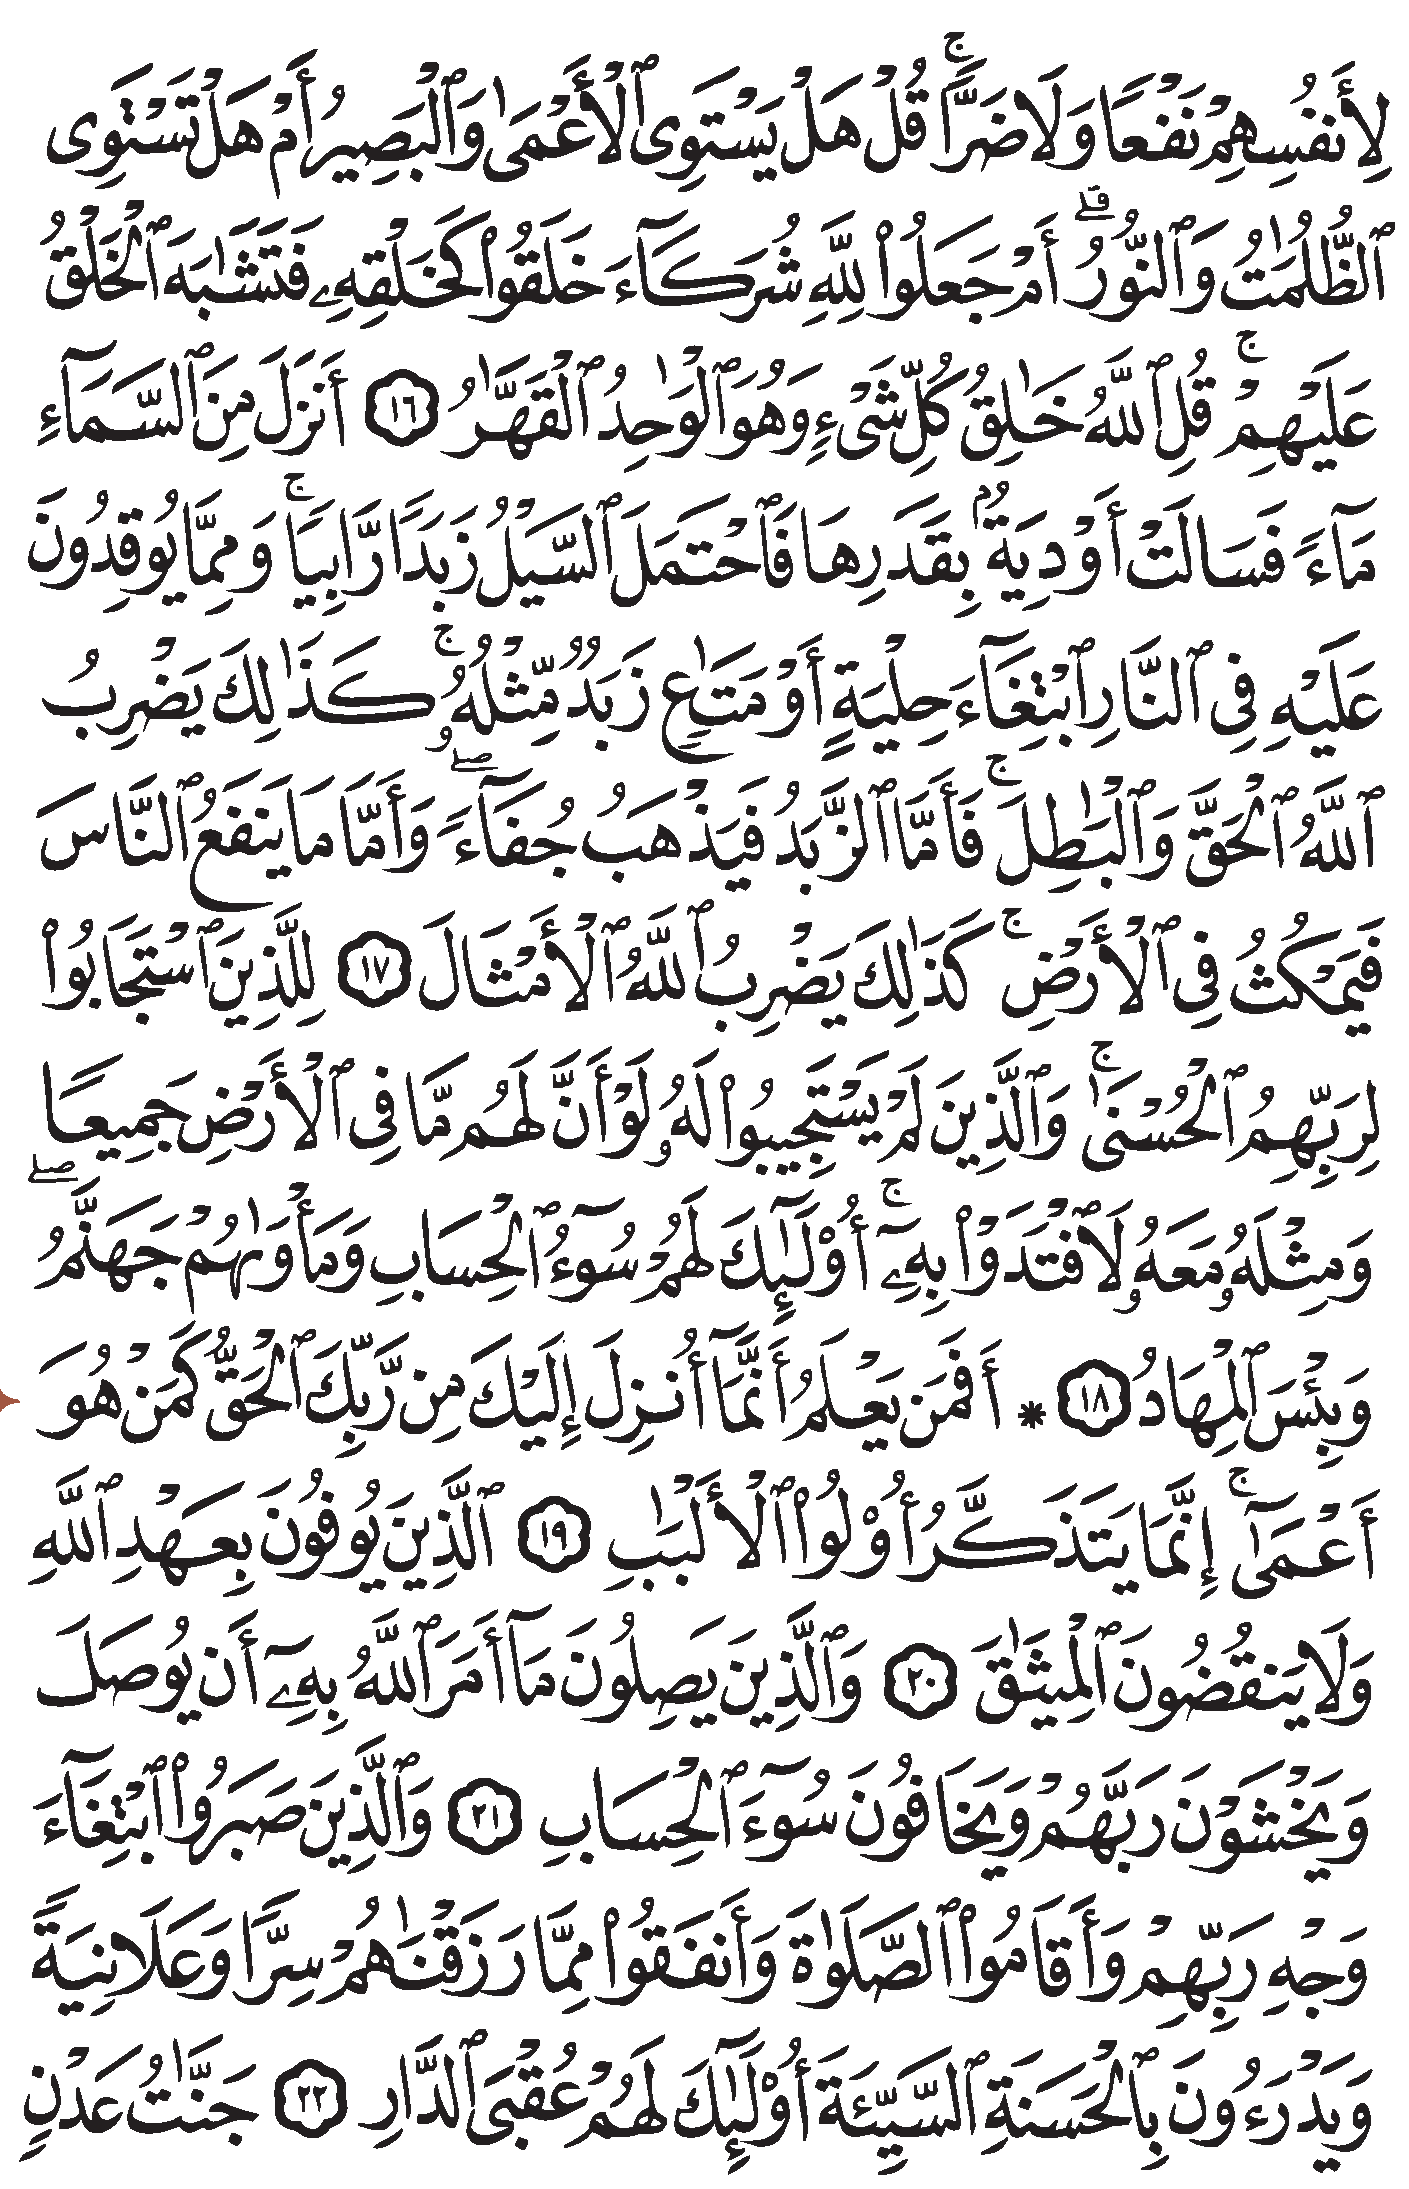 لِأَنفُسِهِمْ نَفْعًا وَلَا ضَرًّا ۚ قُلْ هَلْ يَسْتَوِى ٱلْأَعْمَىٰ وَٱلْبَصِيرُ أَمْ هَلْ تَسْتَوِى
ٱلظُّلُمَٰتُ وَٱلنُّورُ ۗ أَمْ جَعَلُوا۟ لِلَّهِ شُرَكَآءَ خَلَقُوا۟ كَخَلْقِهِۦ فَتَشَٰبَهَ ٱلْخَلْقُ
عَلَيْهِمْ ۚ قُلِ ٱللَّهُ خَٰلِقُ كُلِّ شَىْءٍ وَهُوَ ٱلْوَٰحِدُ ٱلْقَهَّٰرُ ١٦ أَنزَلَ مِنَ ٱلسَّمَآءِ
مَآءً فَسَالَتْ أَوْدِيَةٌۢ بِقَدَرِهَا فَٱحْتَمَلَ ٱلسَّيْلُ زَبَدًا رَّابِيًا ۚ وَمِمَّا يُوقِدُونَ
عَلَيْهِ فِى ٱلنَّارِ ٱبْتِغَآءَ حِلْيَةٍ أَوْ مَتَٰعٍ زَبَدٌ مِّثْلُهُۥ ۚ كَذَٰلِكَ يَضْرِبُ
ٱللَّهُ ٱلْحَقَّ وَٱلْبَٰطِلَ ۚ فَأَمَّا ٱلزَّبَدُ فَيَذْهَبُ جُفَآءً ۖ وَأَمَّا مَا يَنفَعُ ٱلنَّاسَ
فَيَمْكُثُ فِى ٱلْأَرْضِ ۚ كَذَٰلِكَ يَضْرِبُ ٱللَّهُ ٱلْأَمْثَالَ ١٧ لِلَّذِينَ ٱسْتَجَابُوا۟
لِرَبِّهِمُ ٱلْحُسْنَىٰ ۚ وَٱلَّذِينَ لَمْ يَسْتَجِيبُوا۟ لَهُۥ لَوْ أَنَّ لَهُم مَّا فِى ٱلْأَرْضِ جَمِيعًا
وَمِثْلَهُۥ مَعَهُۥ لَٱفْتَدَوْا۟ بِهِۦٓ ۚ أُو۟لَٰٓئِكَ لَهُمْ سُوٓءُ ٱلْحِسَابِ وَمَأْوَىٰهُمْ جَهَنَّمُ ۖ
وَبِئْسَ ٱلْمِهَادُ ١٨ * أَفَمَن يَعْلَمُ أَنَّمَآ أُنزِلَ إِلَيْكَ مِن رَّبِّكَ ٱلْحَقُّ كَمَنْ هُوَ
أَعْمَىٰٓ ۚ إِنَّمَا يَتَذَكَّرُ أُو۟لُوا۟ ٱلْأَلْبَٰبِ ١٩ ٱلَّذِينَ يُوفُونَ بِعَهْدِ ٱللَّهِ
وَلَا يَنقُضُونَ ٱلْمِيثَٰقَ ٢٠ وَٱلَّذِينَ يَصِلُونَ مَآ أَمَرَ ٱللَّهُ بِهِۦٓ أَن يُوصَلَ
وَيَخْشَوْنَ رَبَّهُمْ وَيَخَافُونَ سُوٓءَ ٱلْحِسَابِ ٢١ وَٱلَّذِينَ صَبَرُوا۟ ٱبْتِغَآءَ
وَجْهِ رَبِّهِمْ وَأَقَامُوا۟ ٱلصَّلَوٰةَ وَأَنفَقُوا۟ مِمَّا رَزَقْنَٰهُمْ سِرًّا وَعَلَانِيَةً
وَيَدْرَءُونَ بِٱلْحَسَنَةِ ٱلسَّيِّئَةَ أُو۟لَٰٓئِكَ لَهُمْ عُقْبَى ٱلدَّارِ ٢٢ جَنَّٰتُ عَدْنٍ